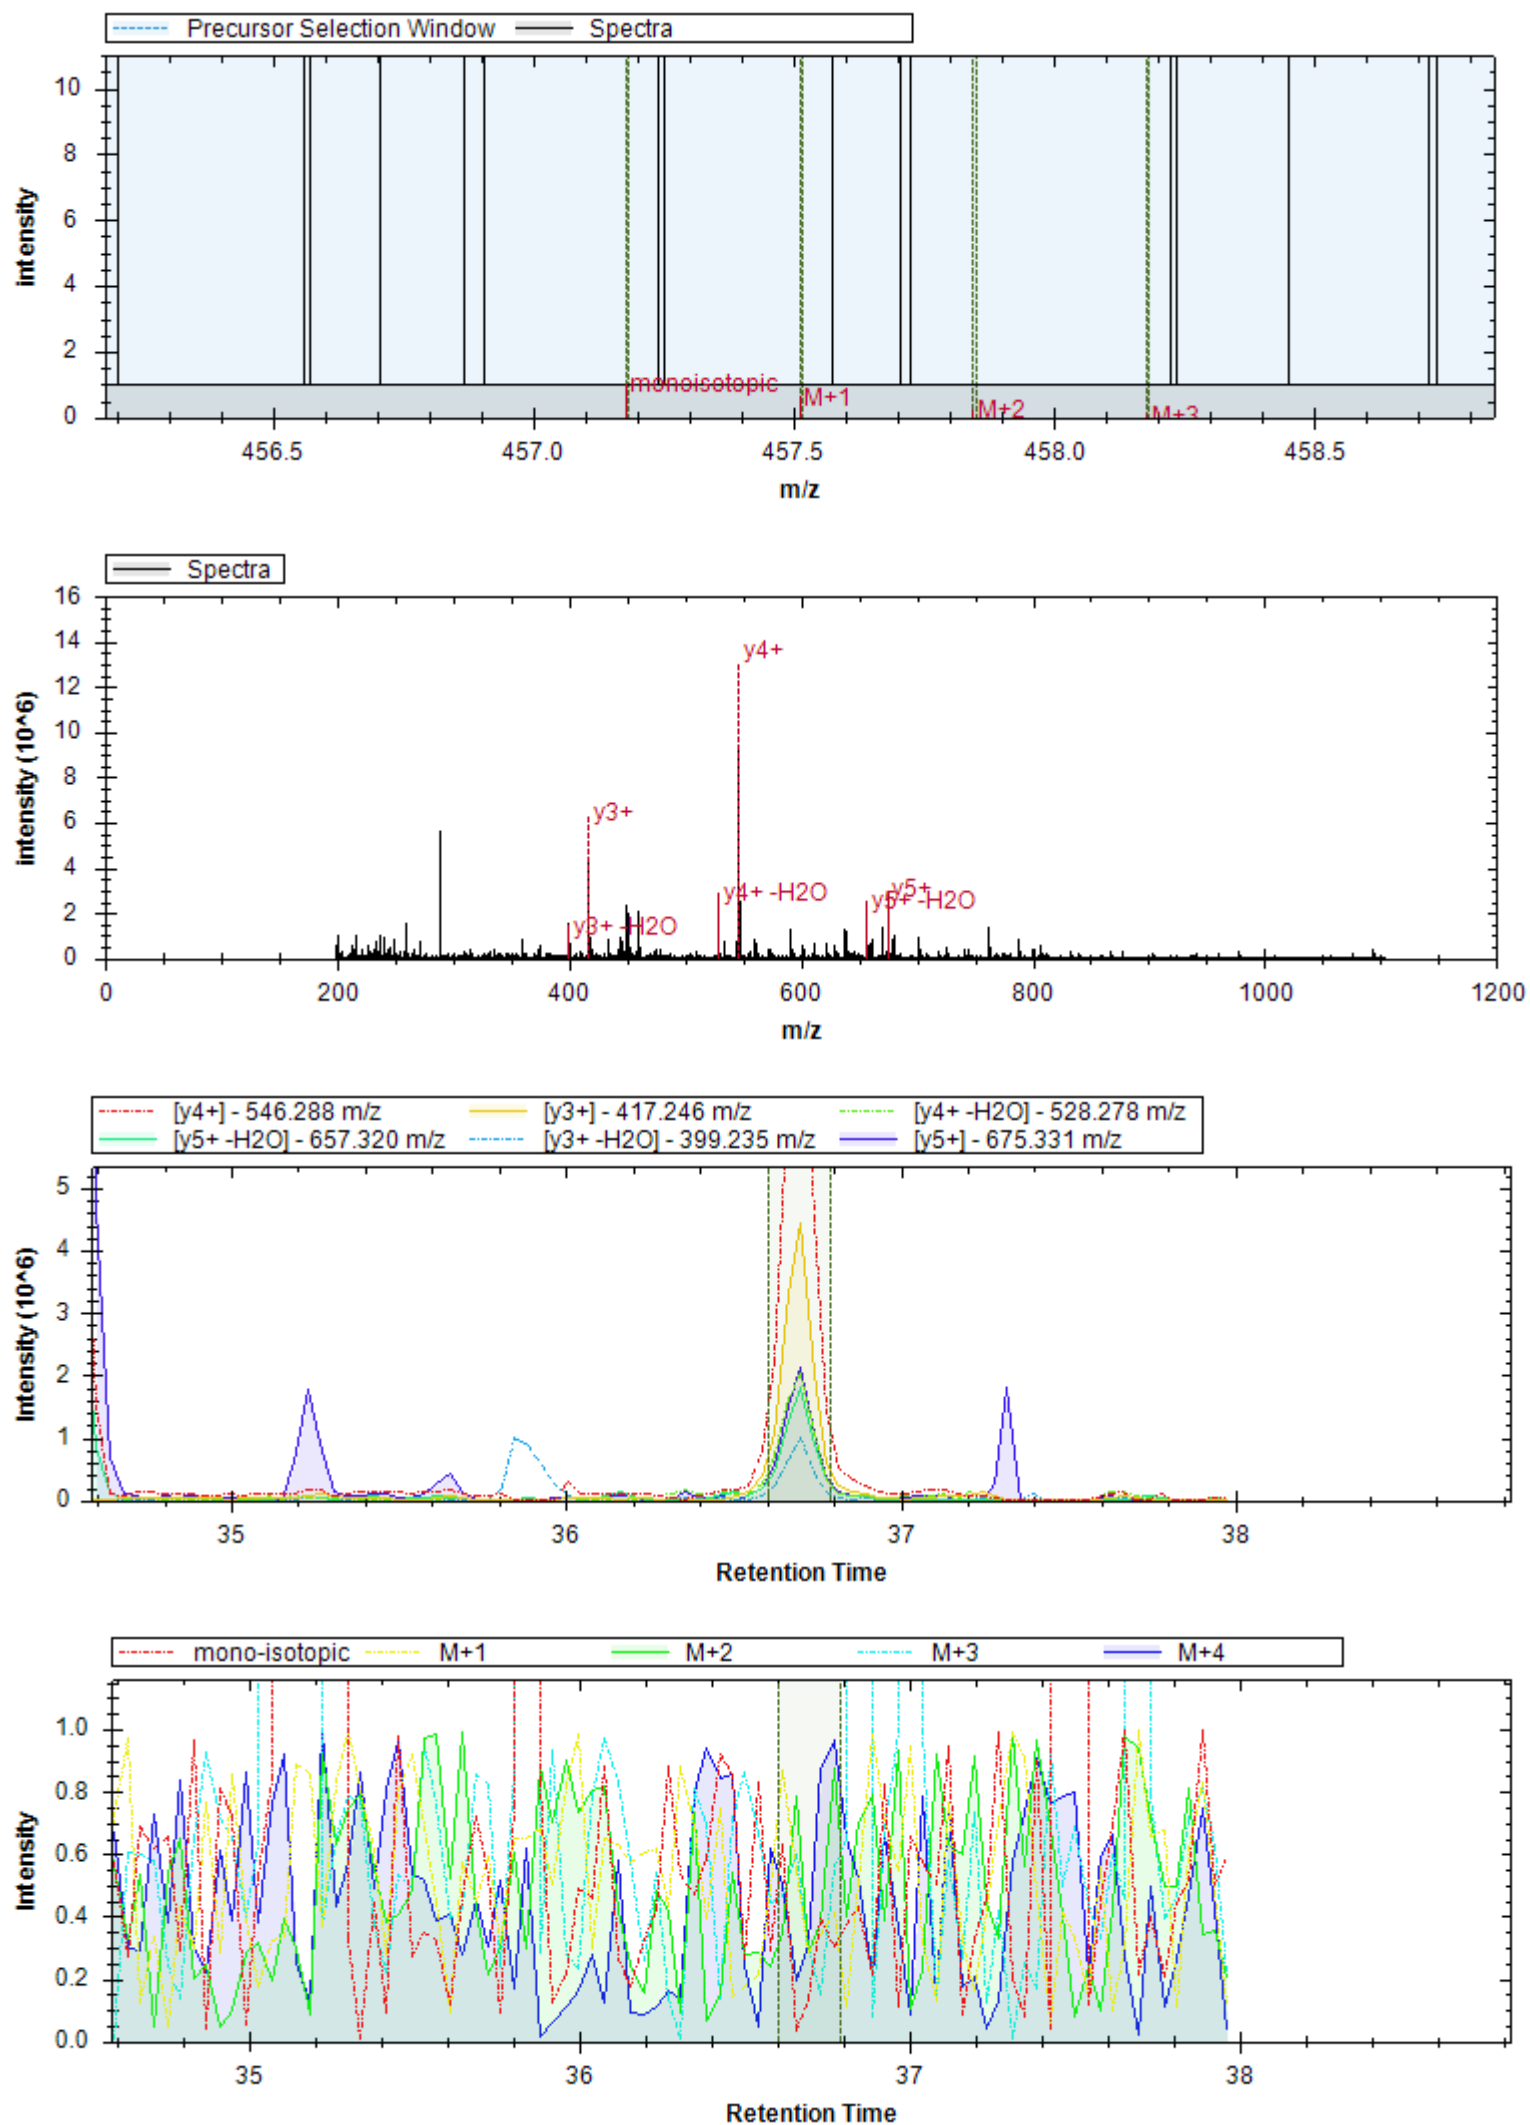 Precursor Selection Window Spectra
10
8
6
4
2
0
intensity
monoisotopic
M+1
M+2
M+3
456.5 457.0 457.5 458.0 458.5
m/z
Spectra
16
14
12
10
8
6
4
2
0
intensity (10^6)
y4+
y3+
y4+ -H2O
y5+
y5+ -H2O
y3+ -H2O
0 200 400 600 800 1000 1200
m/z
[y4+] - 546.288 m/z [y3+] - 417.246 m/z [y4+ -H2O] - 528.278 m/z
[y5+ -H2O] - 657.320 m/z [y3+ -H2O] - 399.235 m/z [y5+] - 675.331 m/z
5
4
3
2
1
0
Intensity (10^6)
35 36 37 38
Retention Time
mono-isotopic M+1 M+2 M+3 M+4
1.0
0.8
0.6
0.4
0.2
0.0
Intensity
35 36 37 38
Retention Time